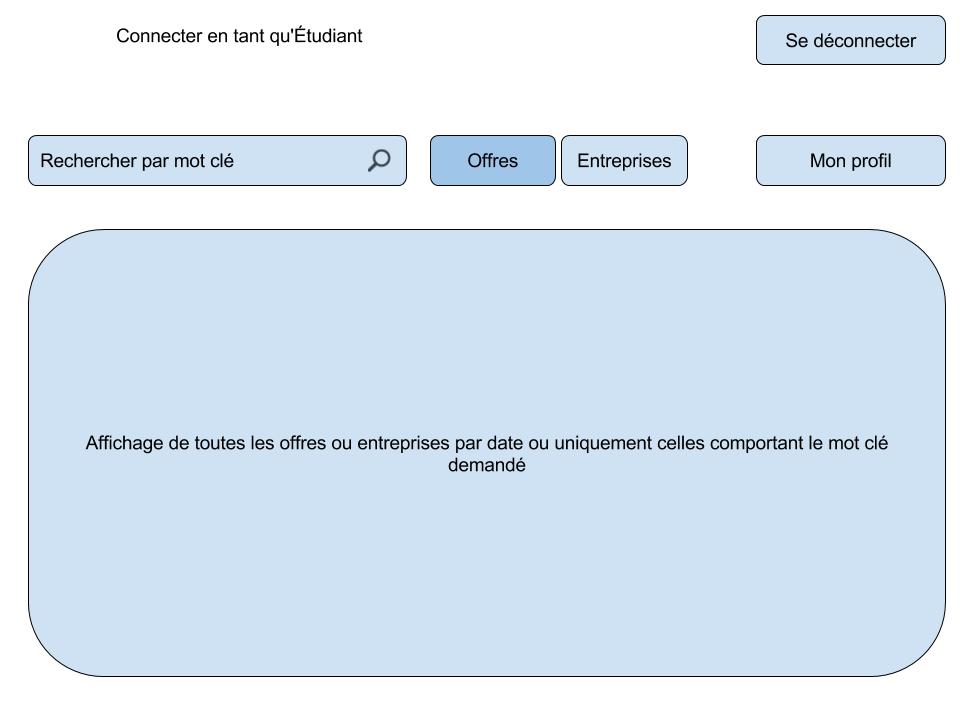 Connecter en tant qu'Étudiant
Se déconnecter
Rechercher par mot clé
Offres
Entreprises
Mon profil
Affichage de toutes les offres ou entreprises par date ou uniquement celles comportant le mot clé
demandé